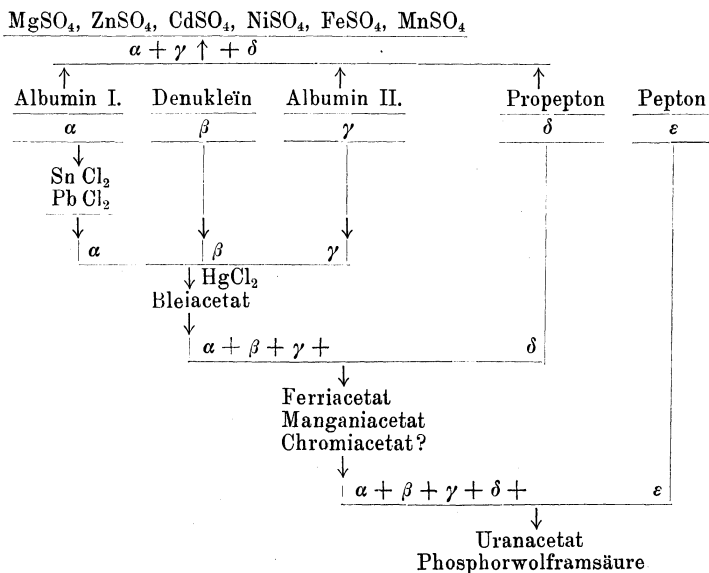 MgSO₄, ZnSO₄, CdSO₄, NiSO₄, FeSO₄, MnSO₄
α + γ ↑ + δ
Albumin I. Denukleïn Albumin II. Propepton Pepton
α β γ δ ε
Sn Cl₂
Pb Cl₂
α β γ
HgCl₂
Bleiacetat
α + β + γ + δ
Ferriacetat
Manganiacetat
Chromiacetat?
α + β + γ + δ + ε
Uranacetat
Phosphorwolframsäure